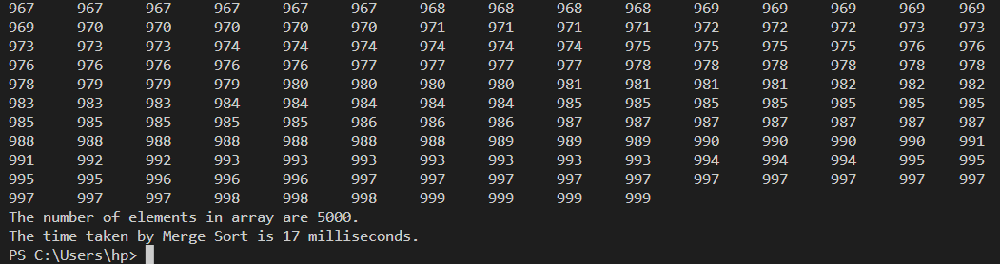 967 967 967 967 967 967 968 968 968 968 969 969 969 969 969
969 970 970 970 970 970 971 971 971 971 972 972 972 973 973
973 973 973 974 974 974 974 974 974 975 975 975 975 976 976
976 976 976 976 976 977 977 977 977 978 978 978 978 978 978
978 979 979 979 980 980 980 980 981 981 981 981 982 982 982
983 983 983 984 984 984 984 984 985 985 985 985 985 985 985
985 985 985 985 985 986 986 986 987 987 987 987 987 987 987
988 988 988 988 988 988 988 989 989 989 990 990 990 990 991
991 992 992 993 993 993 993 993 993 993 994 994 994 995 995
995 995 996 996 996 997 997 997 997 997 997 997 997 997 997
997 997 997 998 998 998 999 999 999 999
The number of elements in array are 5000.
The time taken by Merge Sort is 17 milliseconds.
PS C:\Users\hp>